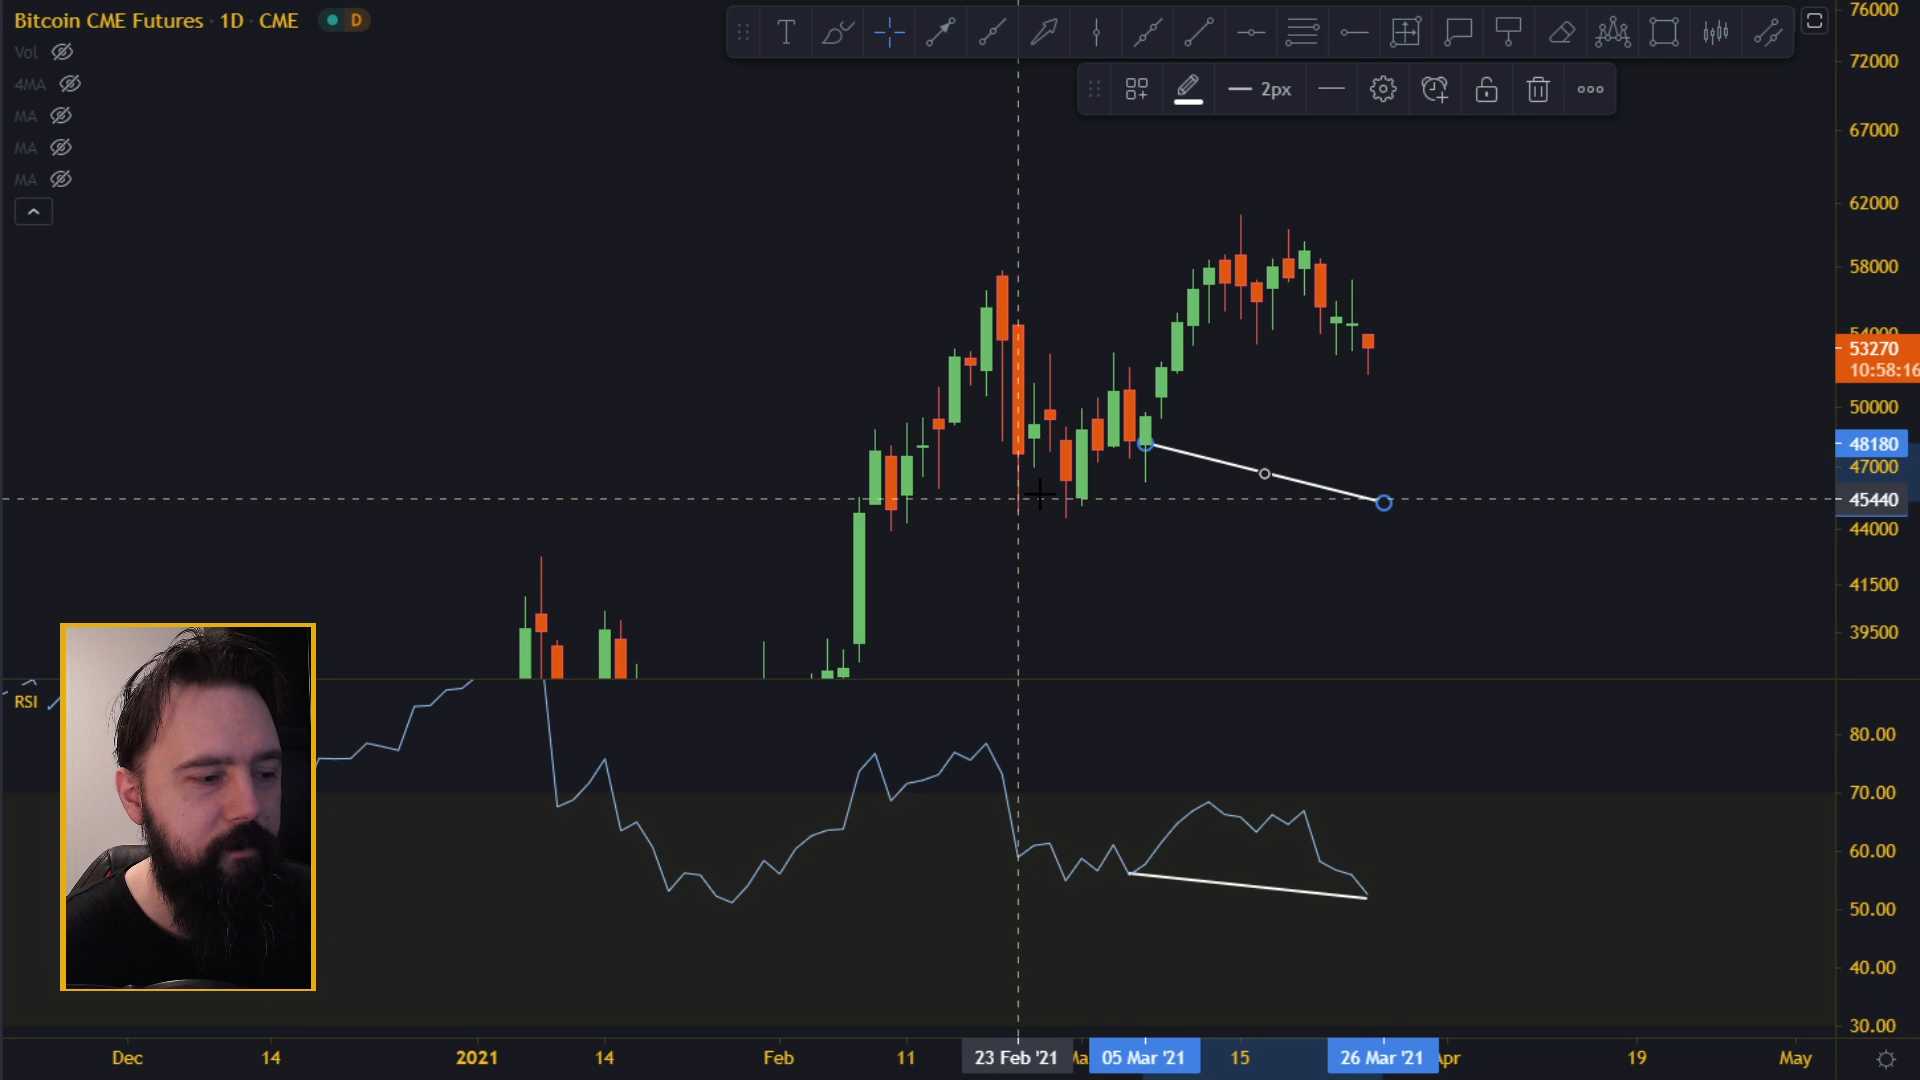 Bitcoin CME Futures · 1D · CME D
Vol
4MA
MA
MA
MA
T
2px
76000
72000
67000
62000
58000
54000
53270
10:58:16
50000
48180
47000
45440
44000
41500
39500
RSI
80.00
70.00
60.00
50.00
40.00
30.00
Dec 14 2021 14 Feb 11 23 Feb '21 Ma 05 Mar '21 15 26 Mar '21 Apr 19 May